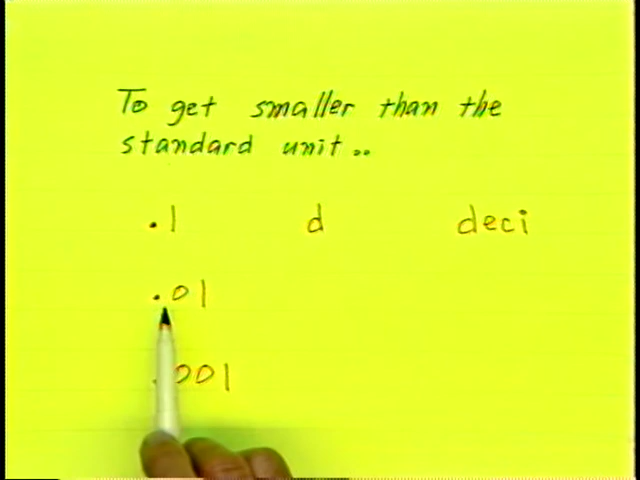 To get smaller than the
standard unit..
.1 d deci
.01
.001